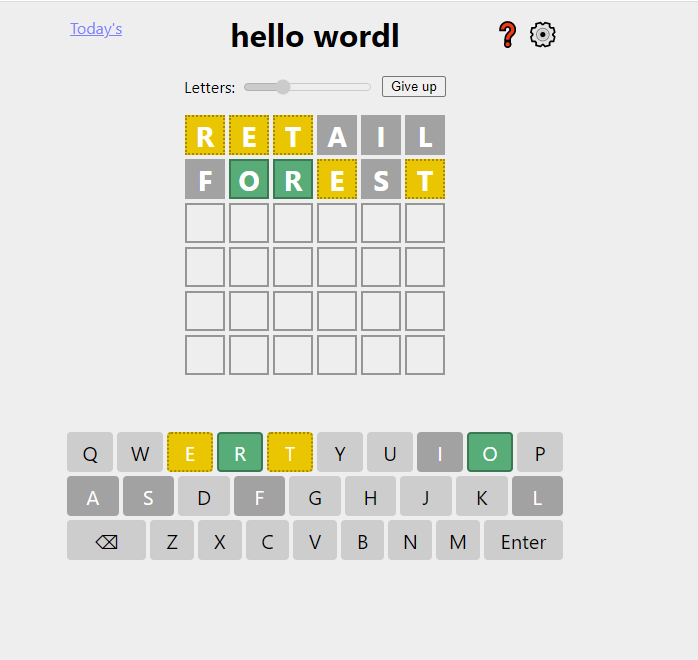 Today's
hello wordl
Letters: Give up
R E T A I L
F O R E S T
Q W E R T Y U I O P
A S D F G H J K L
⌫ Z X C V B N M Enter